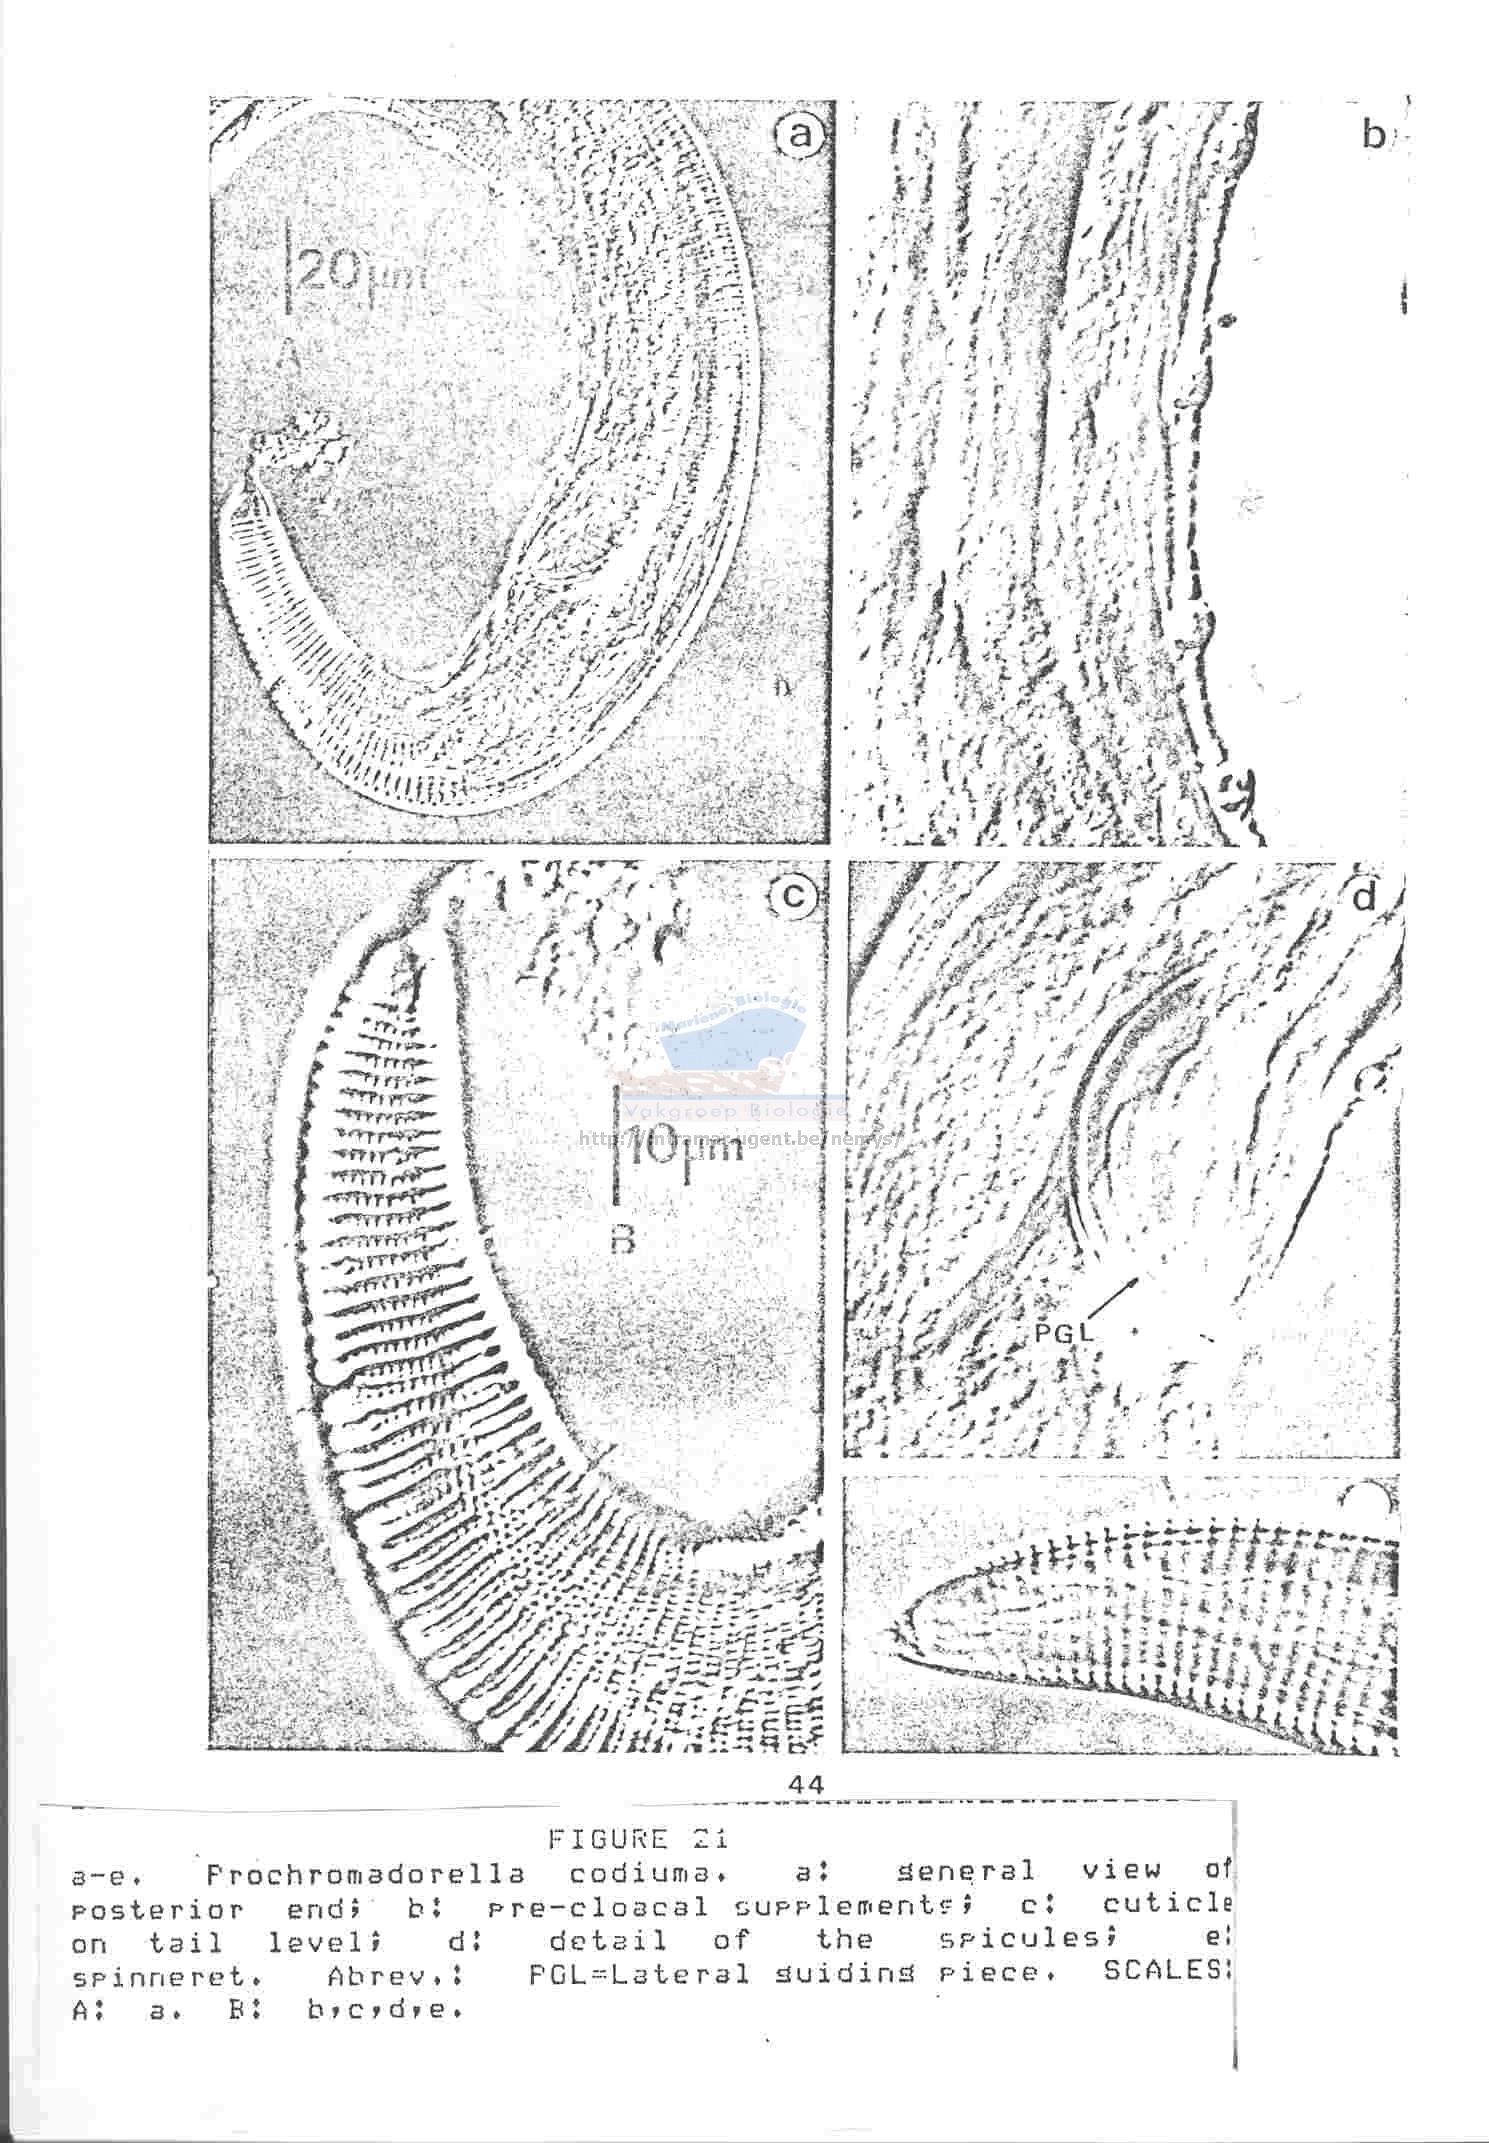 a
b
20µm
A
c
d
Mariene Biologie
Vakgroep Biologie
http://intramar.ugent.be/nemys/
10µm
B
PGL
44
FIGURE 21
a-e. Prochromadorella codiuma. a: general view of
posterior end; b: pre-cloacal supplements; c: cuticle
on tail level; d: detail of the spicules; e:
spinneret. Abrev.: PGL=Lateral guiding piece. SCALES:
A: a. B: b,c,d,e.